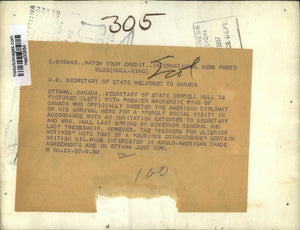 305
C.898649..WATCH YOUR CREDIT..INTERNATIONAL NEWS PHOTO
SLUG(HULL-KING)
U.S. SECRETARY OF STATE WELCOMED TO CANADA
OTTAWA, CANADA..SECRETARY OF STATE CORDELL HULL IS
PICTURED (LEFT) WITH PREMIER MACKENZIE KING OF
CANADA WHO OFFICIALLY GREETED THE AMERICAN DIPLOMAT
ON HIS ARRIVAL HERE FOR A "PURELY SOCIAL VISIT" IN
ACCORDANCE WITH AN INVITATION EXTENDED TO SECRETARY
AND MRS. HULL LAST SPRING BY GOVERNOR GENERAL AND
LADY TWEEDSMUIR. HOWEVER, THE "SEEKERS FOR ULTERIOR
MOTIVES" NOTE THAT BY A "CURIOUS COINCIDENCE" CERTAIN
BRITISH INTERESTED IN ANGLO-AMERICAN TRADE
AGREEMENTS ARE IN OTTAWA JUST NOW.
100